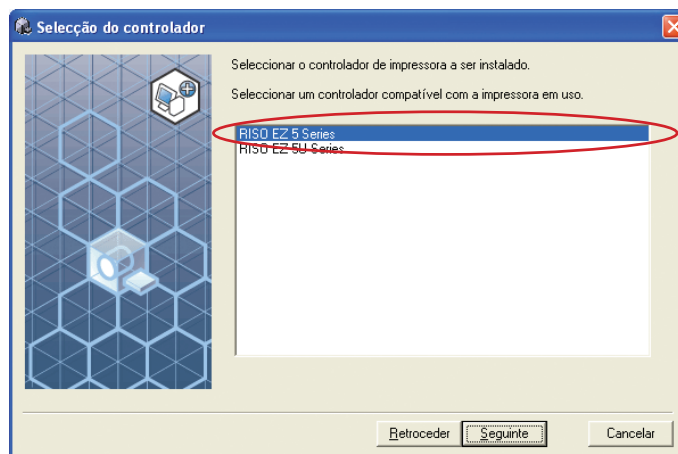 Selecção do controlador
Seleccionar o controlador de impressora a ser instalado.
Seleccionar um controlador compatível com a impressora em uso.
RISO EZ 5 Series
RISO EZ 5U Series
Retroceder
Seguinte
Cancelar